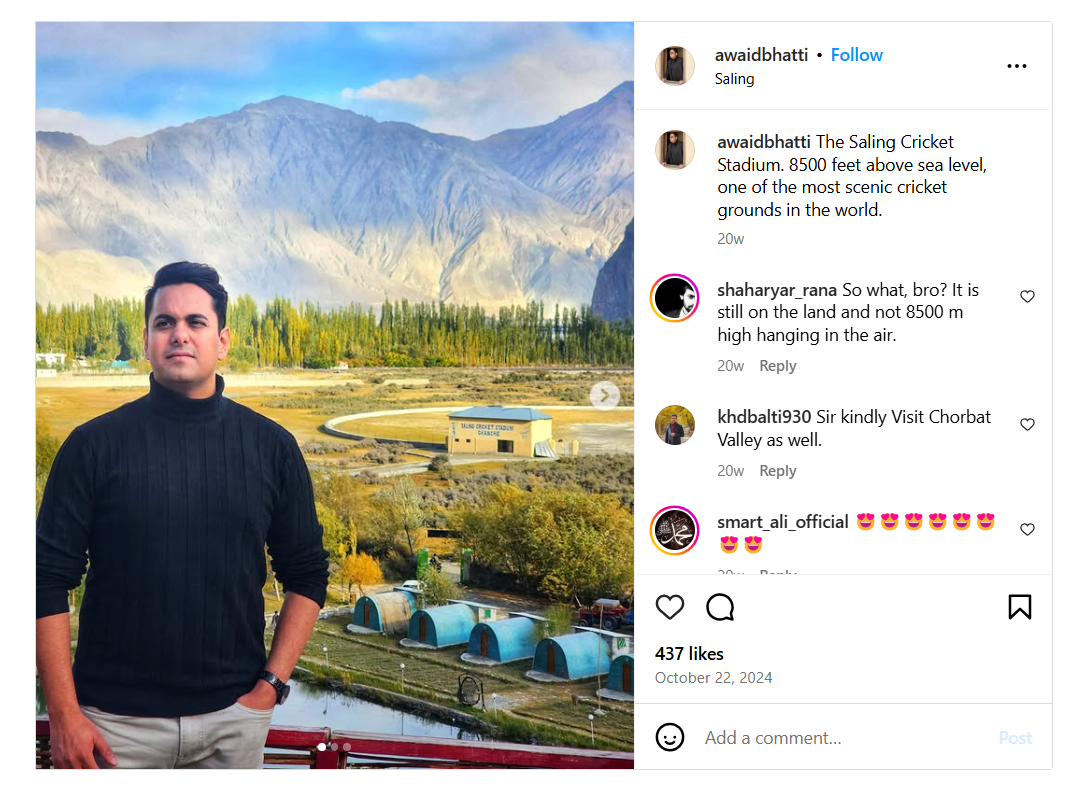 SALING CRICKET STADIUM
GHANCHE
awaidbhatti • Follow
Saling
awaidbhatti The Saling Cricket
Stadium. 8500 feet above sea level,
one of the most scenic cricket
grounds in the world.
20w
shaharyar_rana So what, bro? It is
still on the land and not 8500 m
high hanging in the air.
20w Reply
khdbalti930 Sir kindly Visit Chorbat
Valley as well.
20w Reply
smart_ali_official 😍😍😍😍😍😍
😍😍
20w Reply
437 likes
October 22, 2024
Add a comment...
Post